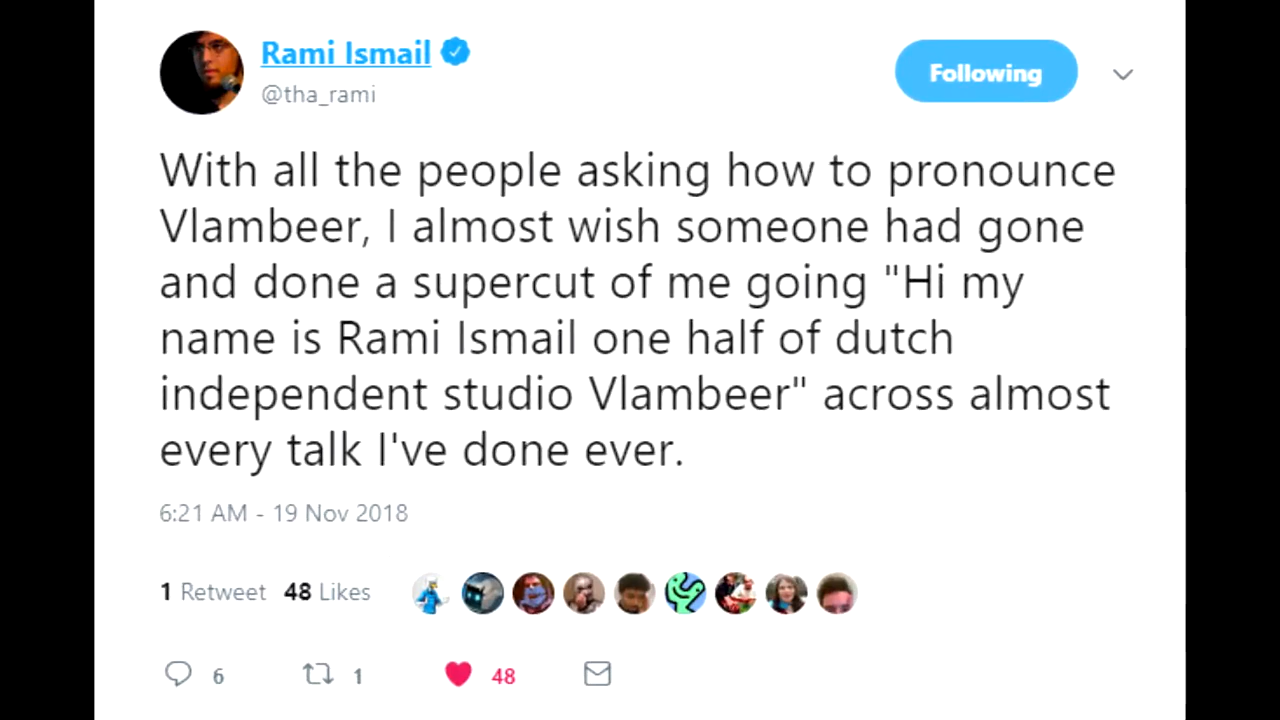 Rami Ismail
@tha_rami
Following
With all the people asking how to pronounce
Vlambeer, I almost wish someone had gone
and done a supercut of me going "Hi my
name is Rami Ismail one half of dutch
independent studio Vlambeer" across almost
every talk I've done ever.
6:21 AM - 19 Nov 2018
1 Retweet 48 Likes
6 1 48